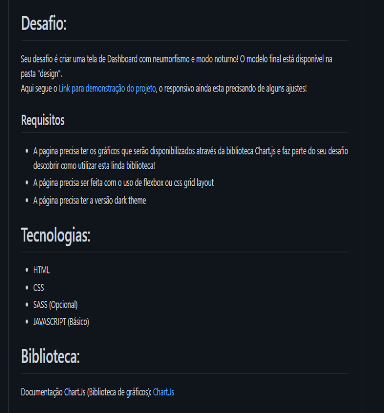 Desafio:
Seu desafio é criar uma tela de Dashboard com neumorfismo e modo noturno! O modelo final está disponível na
pasta "design".
Aqui segue o Link para demonstração do projeto, o responsivo ainda esta precisando de alguns ajustes!
Requisitos
• A pagina precisa ter os gráficos que serão disponibilizados através da biblioteca Chart.js e faz parte do seu desafio
descobrir como utilizar esta linda biblioteca!
• A página precisa ser feita com o uso de flexbox ou css grid layout
• A página precisa ter a versão dark theme
Tecnologias:
• HTML
• CSS
• SASS (Opcional)
• JAVASCRIPT (Básico)
Biblioteca:
Documentação ChartJs (Biblioteca de gráficos): ChartJs